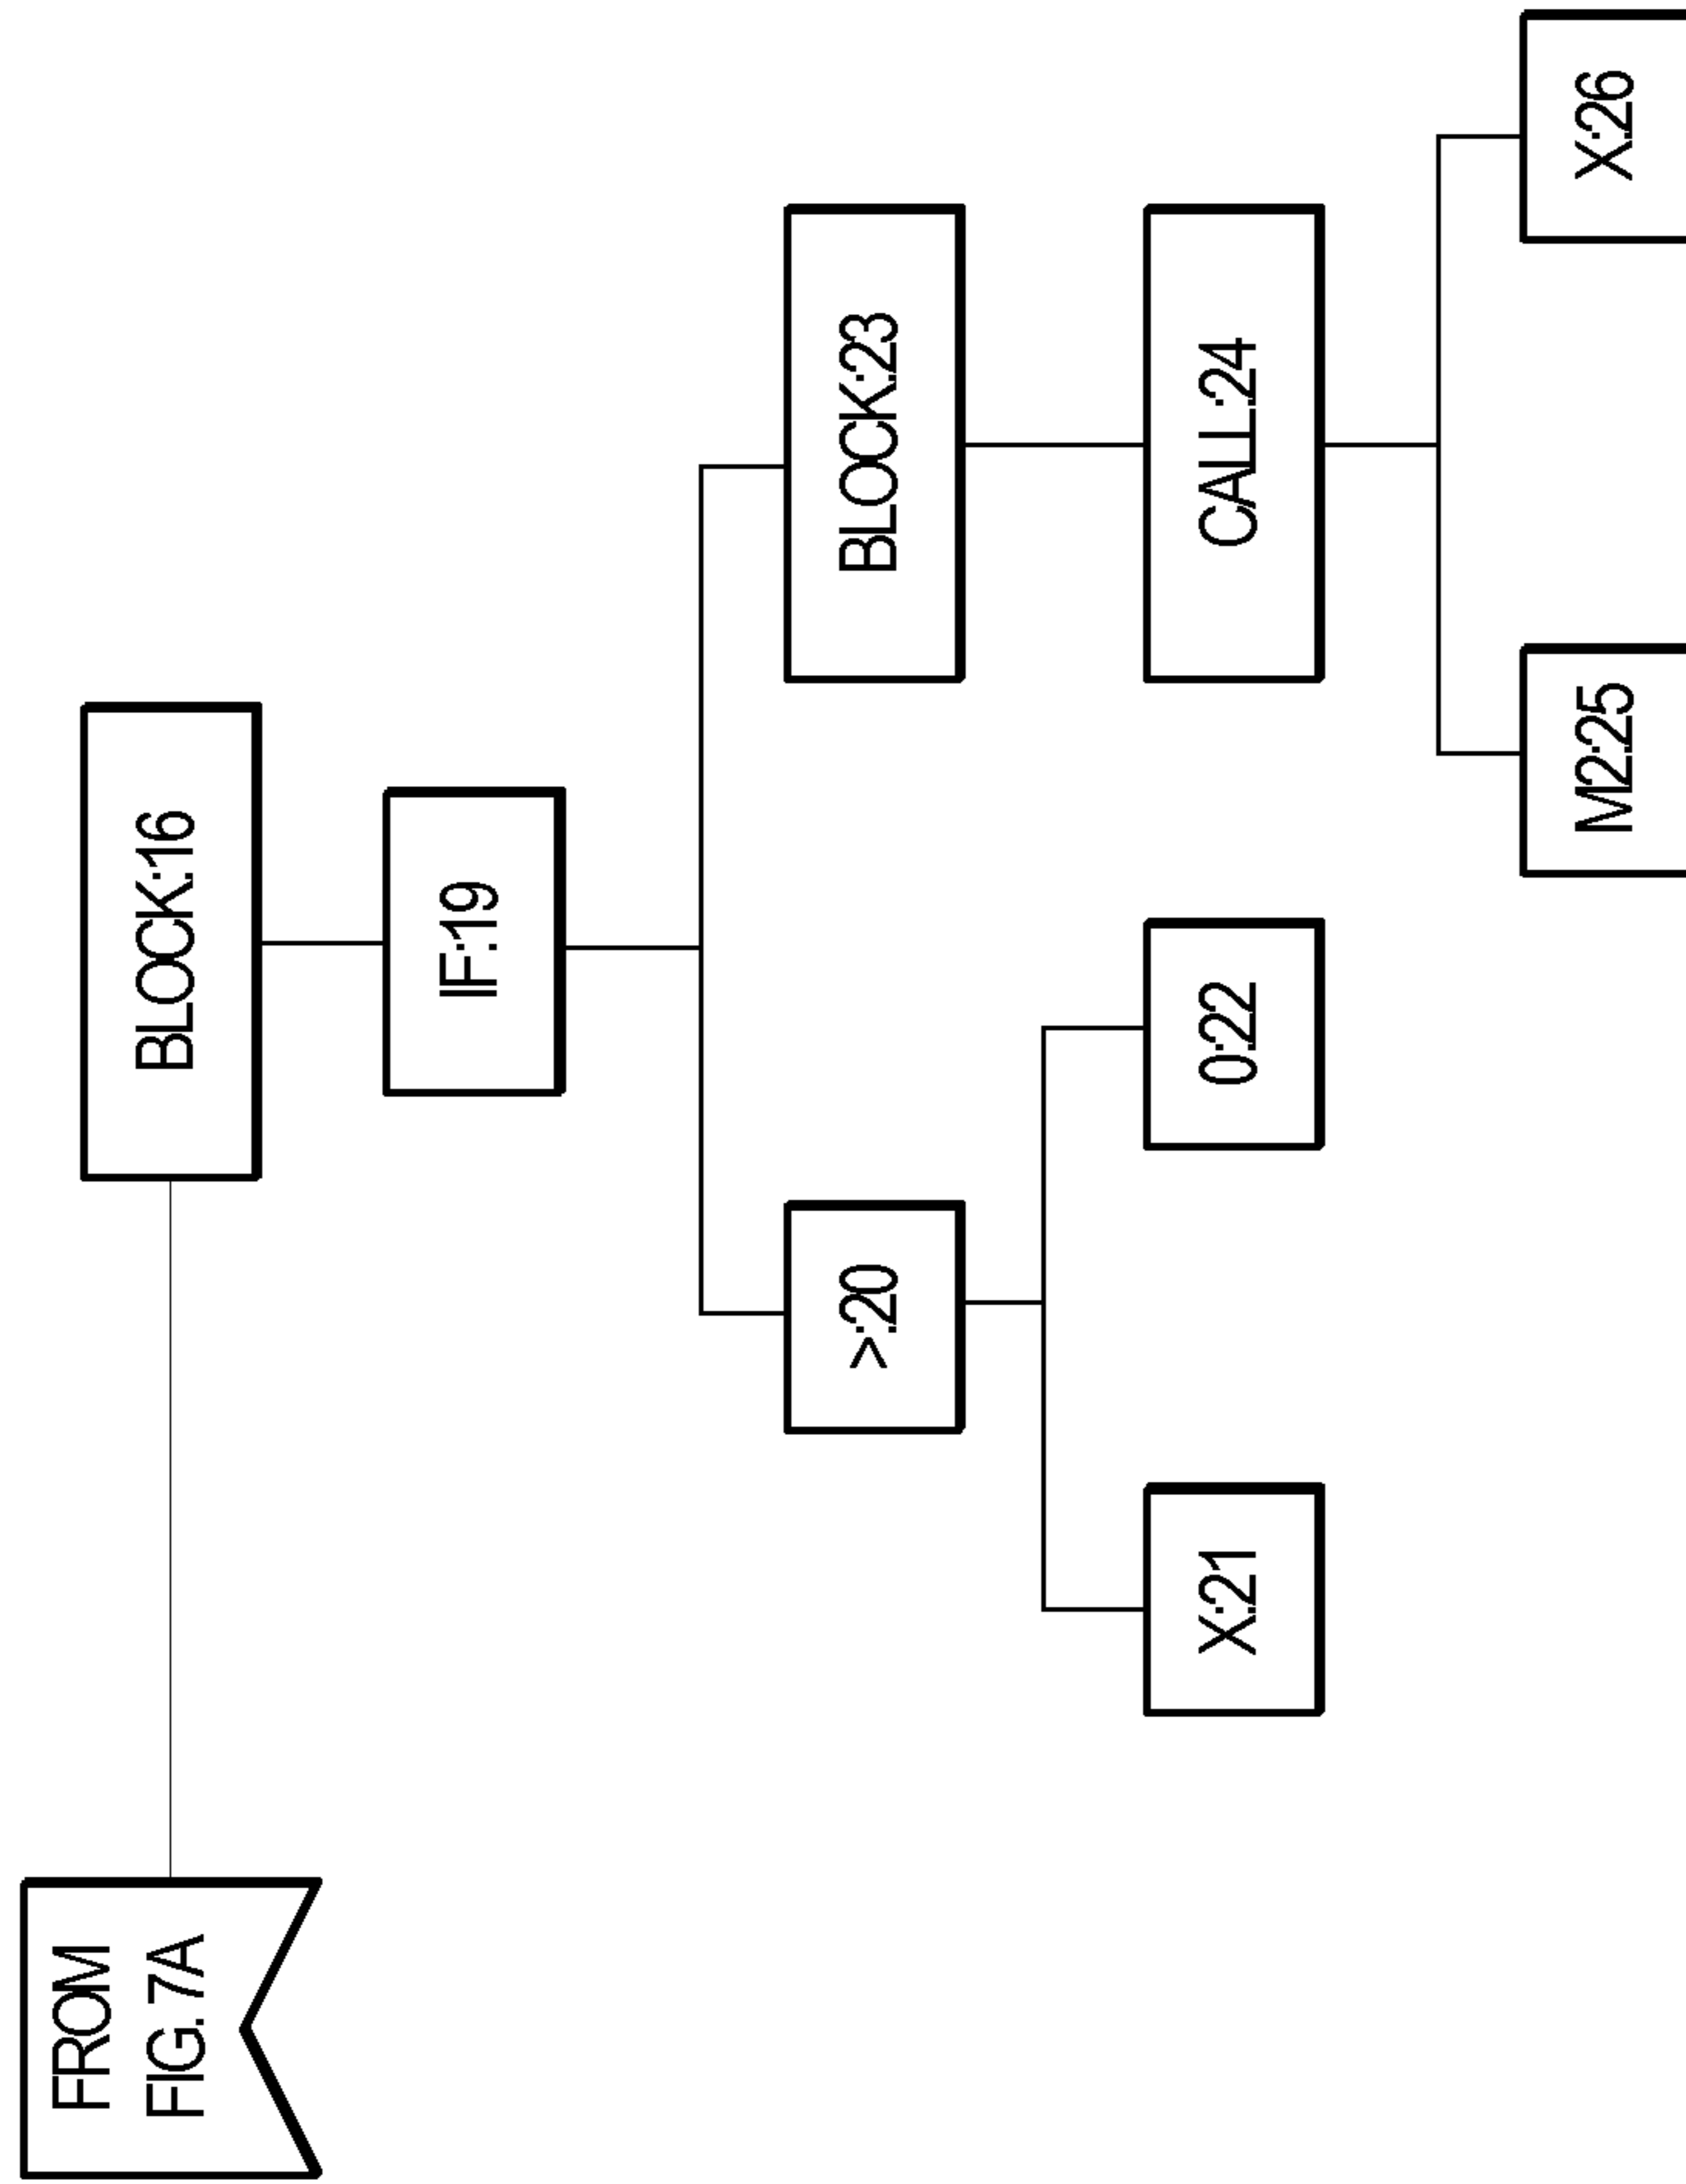 FROM
FIG. 7A
BLOCK:16
IF:19
>:20
BLOCK:23
X:21
0:22
CALL:24
M2:25
X:26